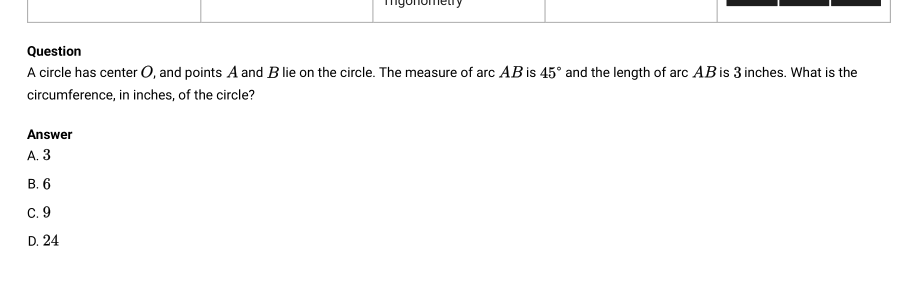 Trigonometry
Question
A circle has center O, and points A and B lie on the circle. The measure of arc AB is 45° and the length of arc AB is 3 inches. What is the
circumference, in inches, of the circle?
Answer
A. 3
B. 6
C. 9
D. 24